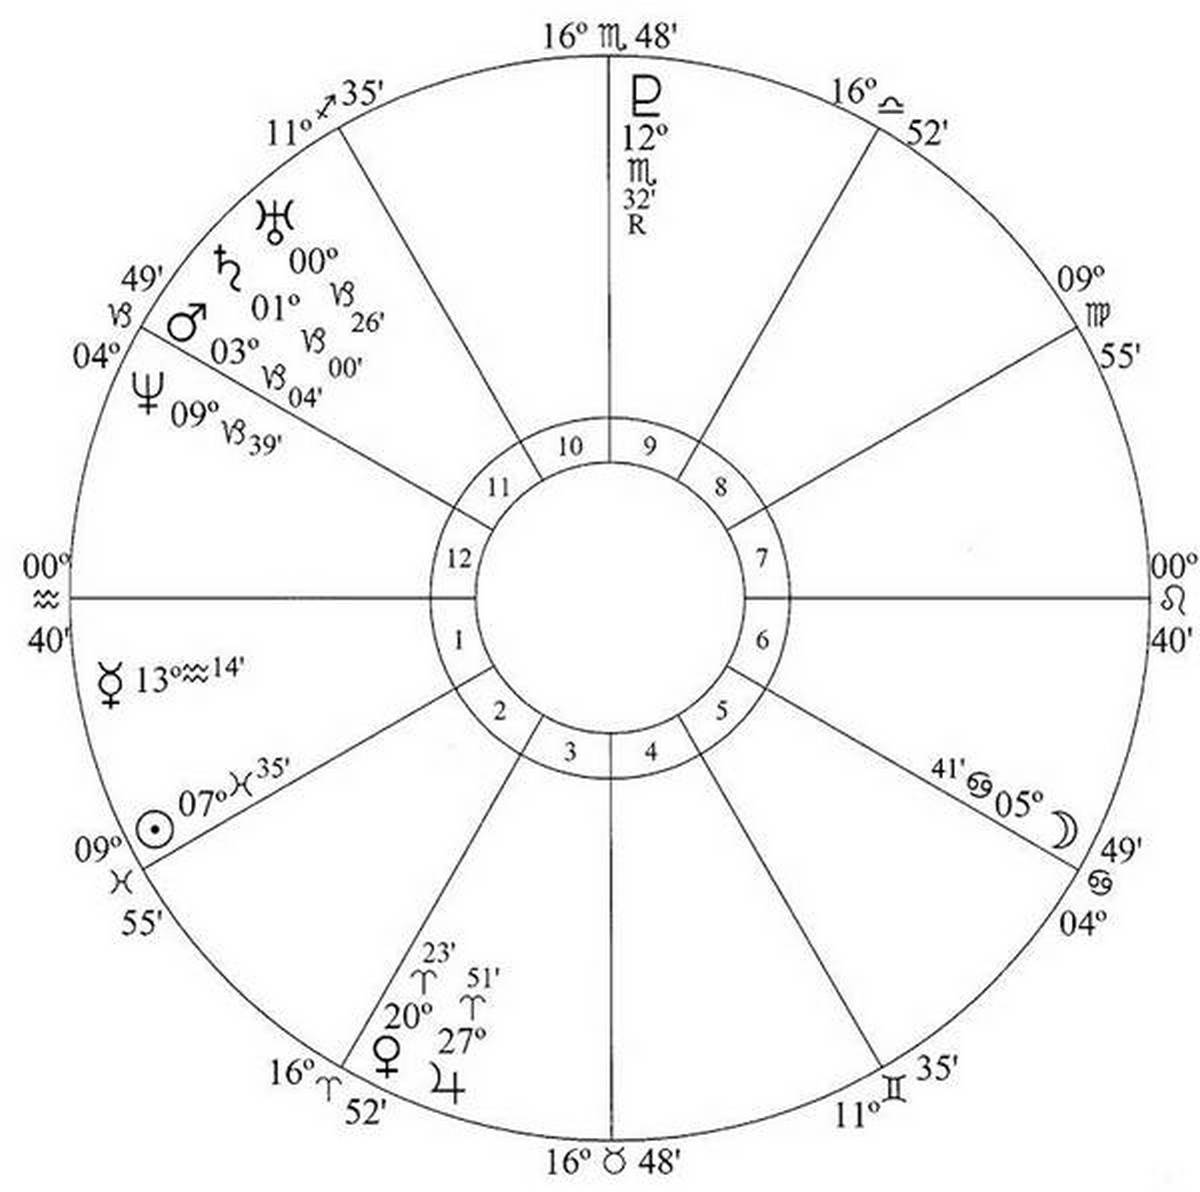 16º ♏ 48'
♇
12º
♏
32'
R
16º ♎ 52'
11º ♐ 35'
♅ 00º ♑ 26'
♄ 01º ♑ 00'
♂ 03º ♑ 04'
49'
♑
04º
♆ 09º ♑ 39'
09º
♍
55'
10
9
11
8
12
7
1
6
2
5
3
4
00º
♒
40'
00º
♌
40'
☿ 13º ♒ 14'
☉ 07º ♓ 35'
09º
♓
55'
41' ♋ 05º ☽
49'
♋
04º
23'
♈
20º
♀
51'
♈
27º
♃
16º ♈ 52'
11º ♊ 35'
16º ♉ 48'